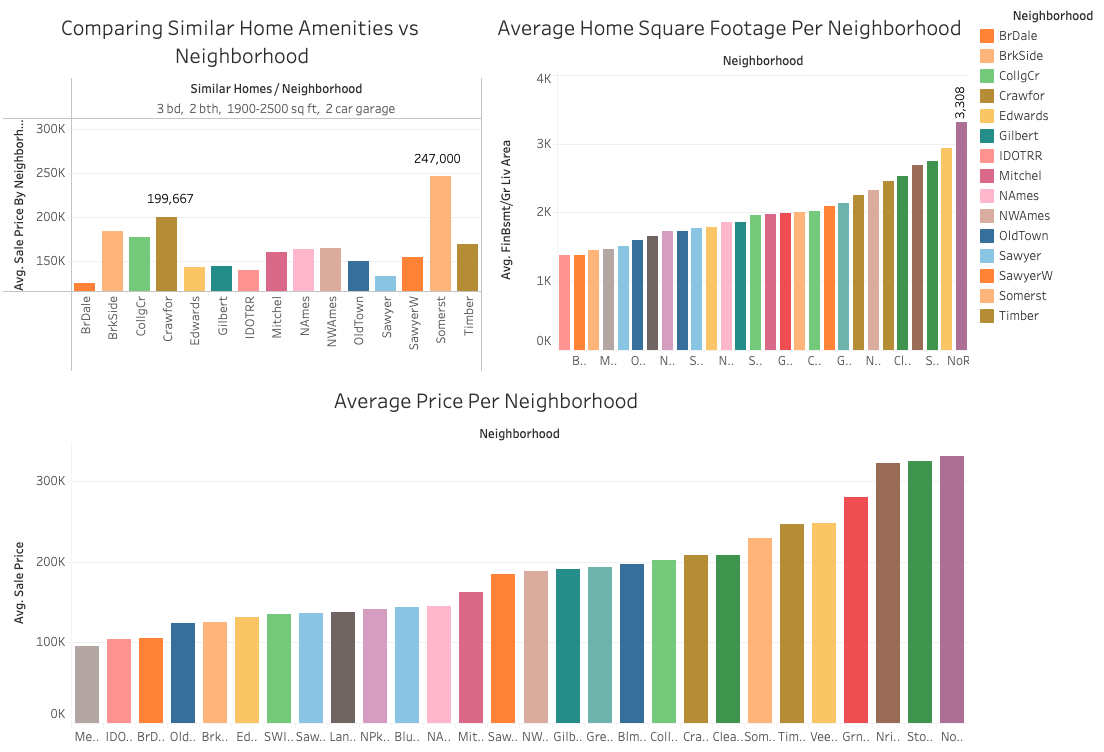 Comparing Similar Home Amenities vs
Neighborhood
Similar Homes / Neighborhood
3 bd, 2 bth, 1900-2500 sq ft, 2 car garage
Avg. Sale Price By Neighborh...
300K
250K
200K
150K
199,667
247,000
BrDale
BrkSide
CollgCr
Crawfor
Edwards
Gilbert
IDOTRR
Mitchel
NAmes
NWAmes
OldTown
Sawyer
SawyerW
Somerst
Timber
Average Home Square Footage Per Neighborhood
Neighborhood
Avg. FinBsmt/Gr Liv Area
4K
3K
2K
1K
0K
3,308
B.. M.. O.. N.. S.. N.. S.. G.. C.. G.. N.. Cl.. S.. NoR
Neighborhood
BrDale
BrkSide
CollgCr
Crawfor
Edwards
Gilbert
IDOTRR
Mitchel
NAmes
NWAmes
OldTown
Sawyer
SawyerW
Somerst
Timber
Average Price Per Neighborhood
Neighborhood
Avg. Sale Price
300K
200K
100K
0K
Me.. IDO.. BrD.. Old.. Brk.. Ed.. SWI.. Saw.. Lan.. NPk.. Blu.. NA.. Mit.. Saw.. NW.. Gilb.. Gre.. Blm.. Coll.. Cra.. Clea.. Som.. Tim.. Vee.. Grn.. Nri.. Sto.. No..